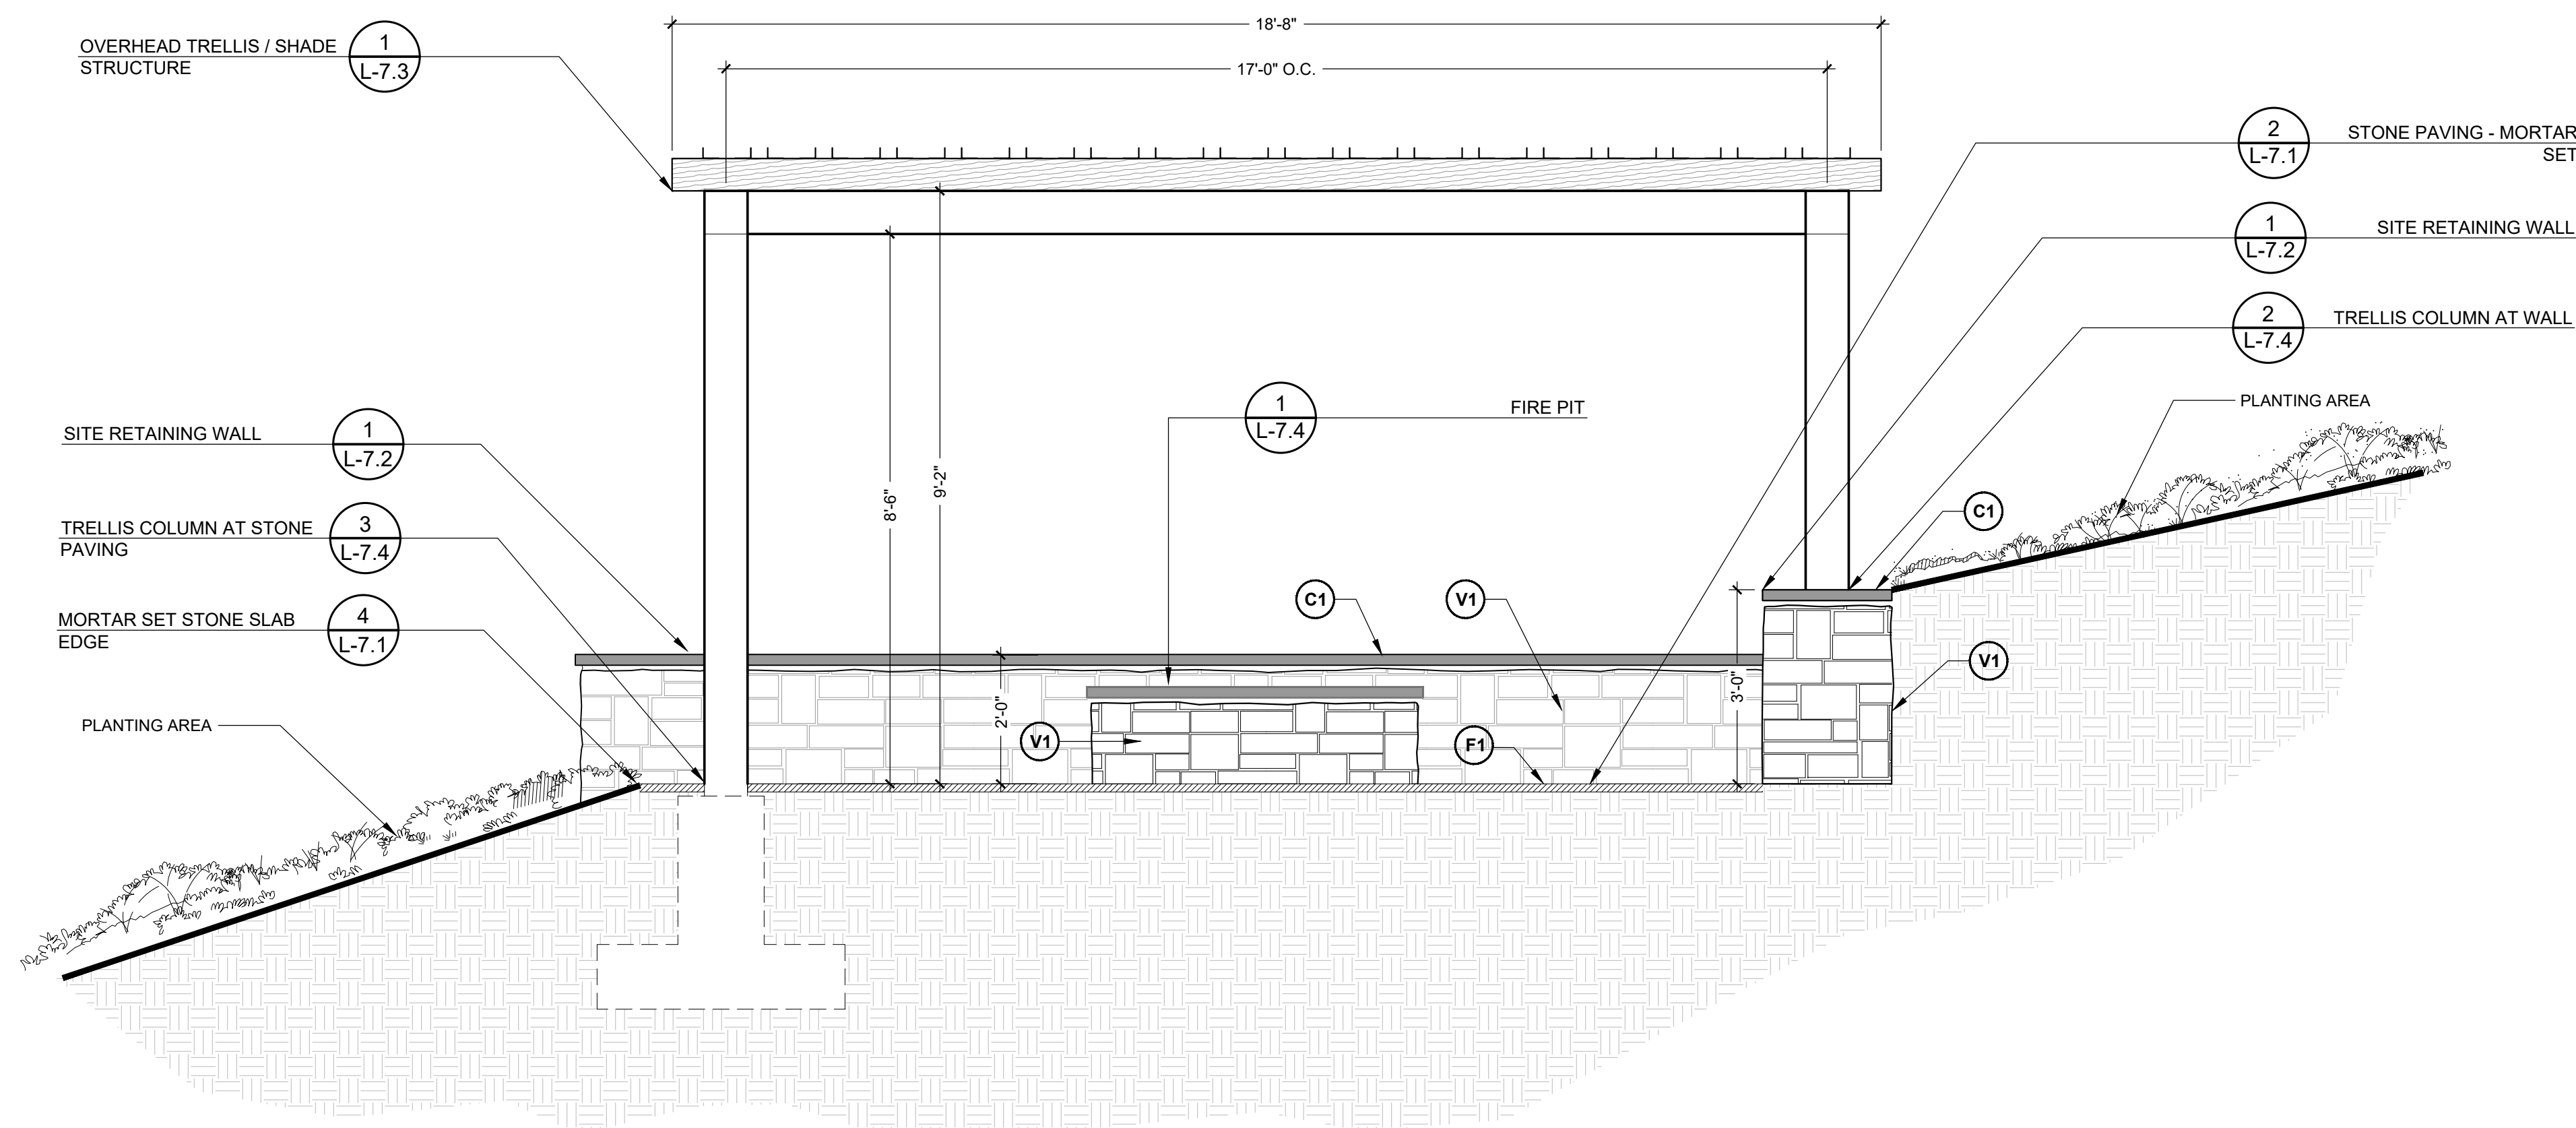 18'-8"
17'-0" O.C.
OVERHEAD TRELLIS / SHADE
STRUCTURE
1
L-7.3
2
L-7.1
STONE PAVING - MORTAR
SET
1
L-7.2
SITE RETAINING WALL
2
L-7.4
TRELLIS COLUMN AT WALL
PLANTING AREA
1
L-7.4
FIRE PIT
SITE RETAINING WALL
1
L-7.2
8'-6"
9'-2"
TRELLIS COLUMN AT STONE
PAVING
3
L-7.4
C1
C1
V1
MORTAR SET STONE SLAB
EDGE
4
L-7.1
V1
3'-0"
2'-0"
PLANTING AREA
V1
F1